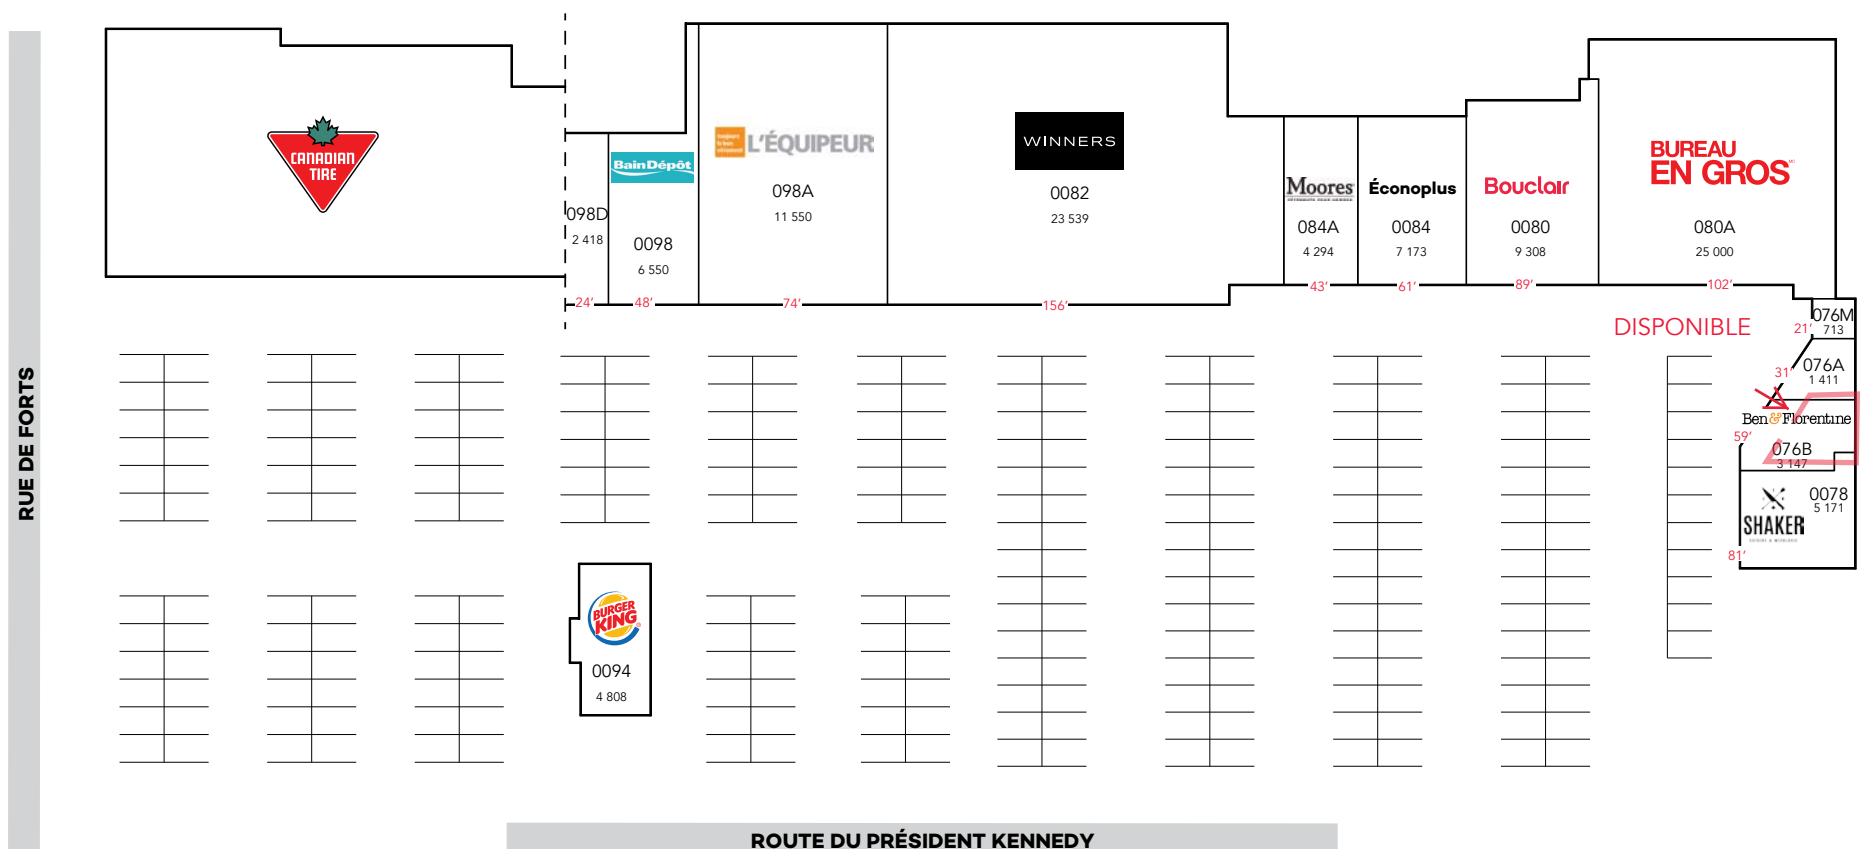 RUE DE FORTS
CANADIAN
TIRE
098D
2 418
24'
BainDépôt
0098
6 550
48'
L'ÉQUIPEUR
098A
11 550
74'
WINNERS
0082
23 539
156'
Moores
084A
4 294
43'
Éconoplus
0084
7 173
61'
Bouclair
0080
9 308
89'
BUREAU
EN GROS
080A
25 000
102'
DISPONIBLE
076M
21'
713
076A
31'
1 411
Ben & Florentine
59'
076B
3 147
0078
5 171
SHAKER
81'
BURGER
KING
0094
4 808
ROUTE DU PRÉSIDENT KENNEDY